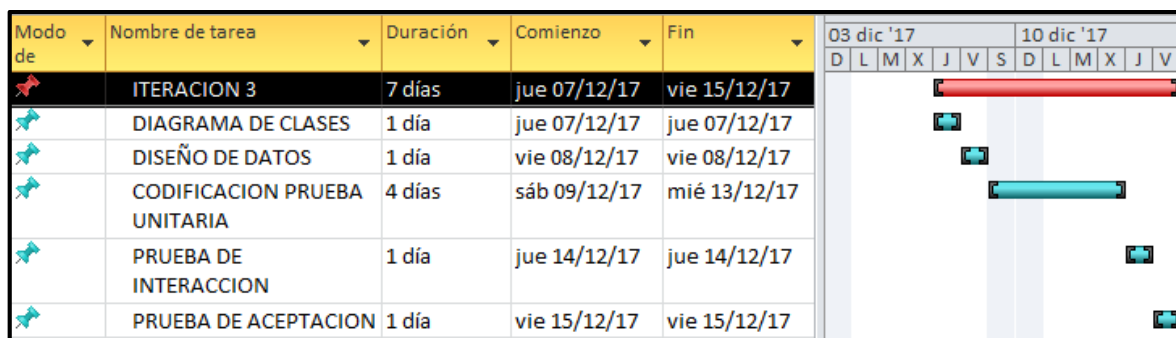 Modo de Nombre de tarea Duración Comienzo Fin 03 dic '17 10 dic '17
D L M X J V S D L M X J V
ITERACION 3 7 días jue 07/12/17 vie 15/12/17
DIAGRAMA DE CLASES 1 día jue 07/12/17 jue 07/12/17
DISEÑO DE DATOS 1 día vie 08/12/17 vie 08/12/17
CODIFICACION PRUEBA 4 días sáb 09/12/17 mié 13/12/17
UNITARIA
PRUEBA DE 1 día jue 14/12/17 jue 14/12/17
INTERACCION
PRUEBA DE ACEPTACION 1 día vie 15/12/17 vie 15/12/17